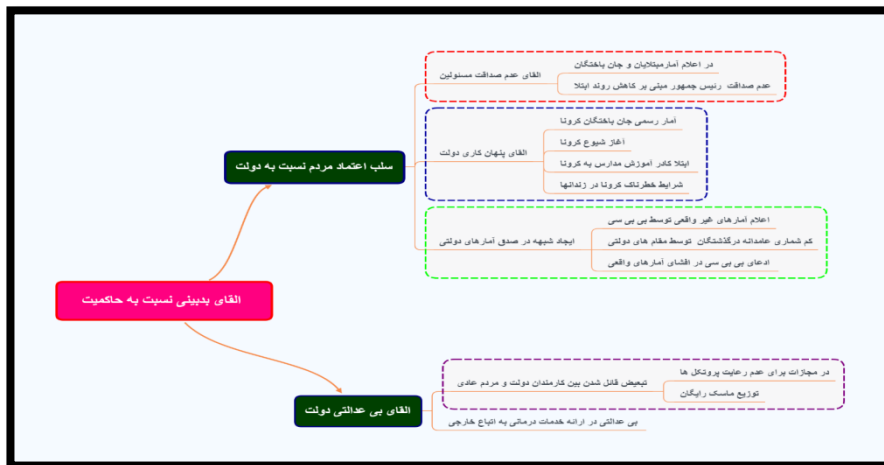 القای بدبینی نسبت به حاکمیت
سلب اعتماد مردم نسبت به دولت
القای عدم صداقت مسئولین
در اعلام آمارمبتلایان و جان باختگان
عدم صداقت رئیس جمهور مبنی بر کاهش روند ابتلا
القای پنهان کاری دولت
آمار رسمی جان باختگان کرونا
آغاز شیوع کرونا
ابتلا کادر آموزش مدارس به کرونا
شرایط خطرناک کرونا در زندانها
ایجاد شبهه در صدق آمارهای دولتی
اعلام آمارهای غیر واقعی توسط بی بی سی
کم شماری عامدانه درگذشتگان توسط مقام های دولتی
ادعای بی بی سی در افشای آمارهای واقعی
القای بی عدالتی دولت
تبعیض قائل شدن بین کارمندان دولت و مردم عادی
در مجازات برای عدم رعایت پروتکل ها
توزیع ماسک رایگان
بی عدالتی در ارائه خدمات درمانی به اتباع خارجی